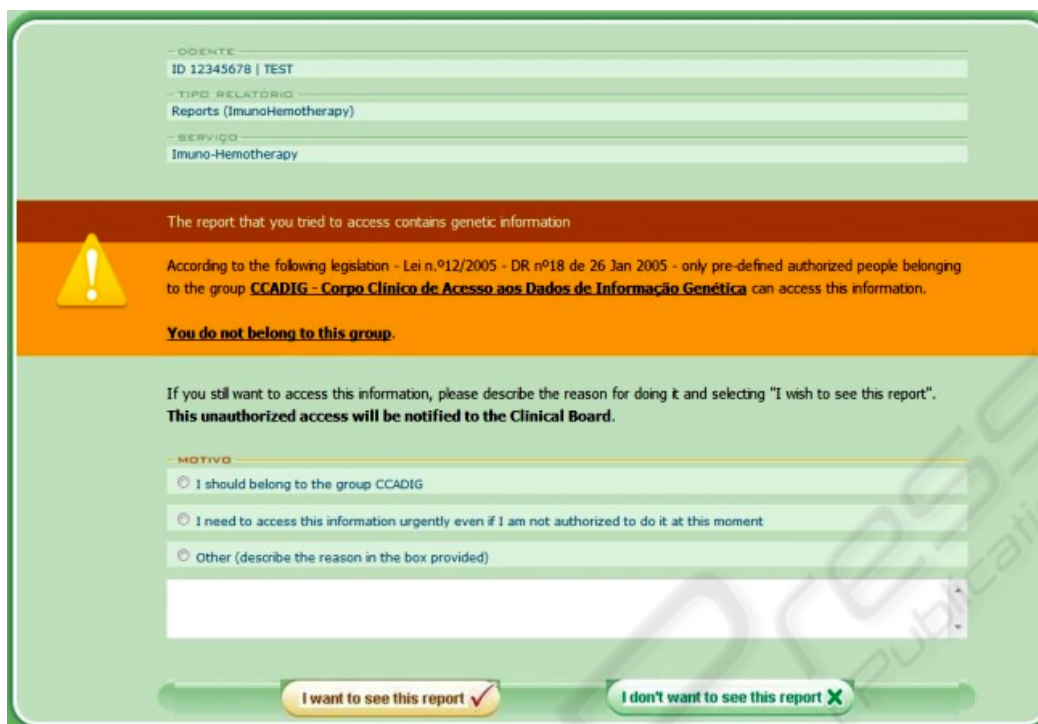 DOENTE
ID 12345678 | TEST
TIPO RELATÓRIO
Reports (ImunoHemotherapy)
SERVIÇO
Imuno-Hemotherapy
The report that you tried to access contains genetic information
According to the following legislation - Lei n.º12/2005 - DR nº18 de 26 Jan 2005 - only pre-defined authorized people belonging
to the group CCADIG - Corpo Clínico de Acesso aos Dados de Informação Genética can access this information.
You do not belong to this group.
If you still want to access this information, please describe the reason for doing it and selecting "I wish to see this report".
This unauthorized access will be notified to the Clinical Board.
MOTIVO
I should belong to the group CCADIG
I need to access this information urgently even if I am not authorized to do it at this moment
Other (describe the reason in the box provided)
I want to see this report
I don't want to see this report